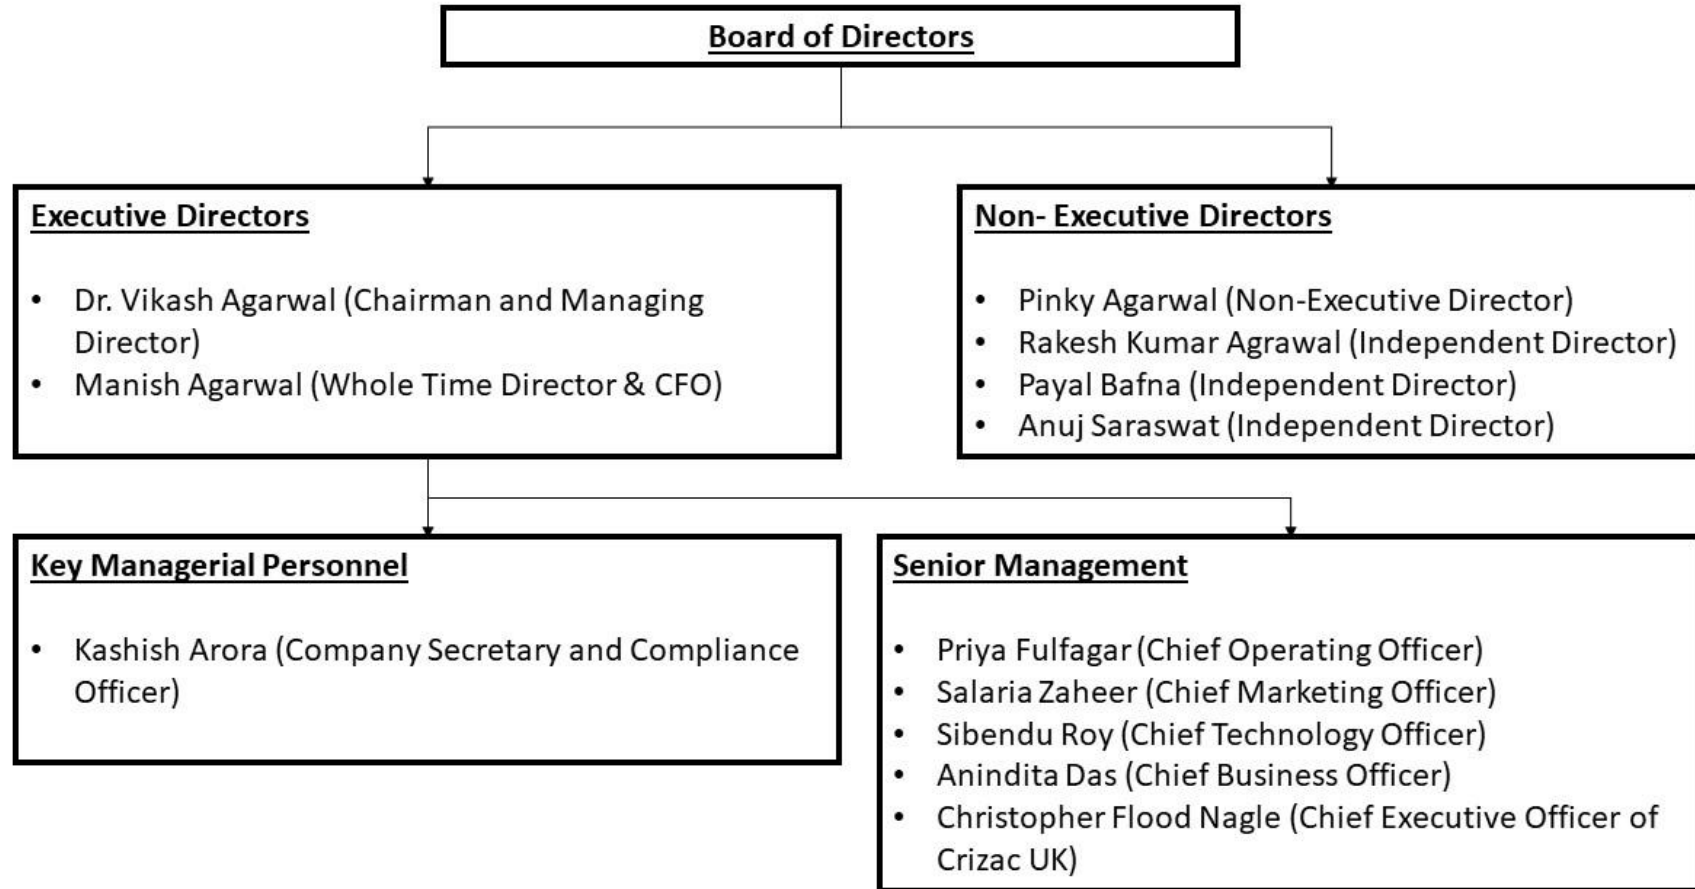 Board of Directors
Executive Directors
• Dr. Vikash Agarwal (Chairman and Managing
Director)
• Manish Agarwal (Whole Time Director & CFO)
Non- Executive Directors
• Pinky Agarwal (Non-Executive Director)
• Rakesh Kumar Agrawal (Independent Director)
• Payal Bafna (Independent Director)
• Anuj Saraswat (Independent Director)
Key Managerial Personnel
• Kashish Arora (Company Secretary and Compliance
Officer)
Senior Management
• Priya Fulfagar (Chief Operating Officer)
• Salaria Zaheer (Chief Marketing Officer)
• Sibendu Roy (Chief Technology Officer)
• Anindita Das (Chief Business Officer)
• Christopher Flood Nagle (Chief Executive Officer of
Crizac UK)